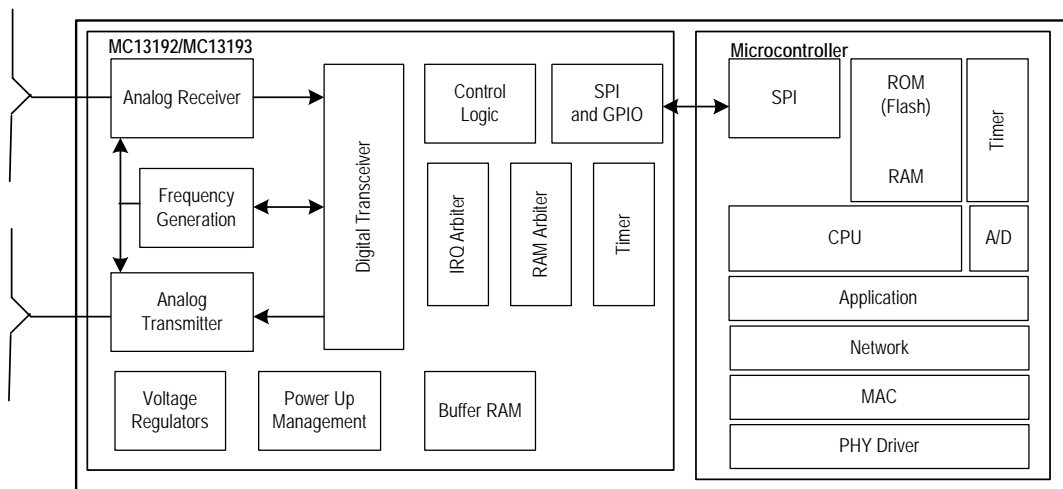 MC13192/MC13193
Analog Receiver
Frequency
Generation
Analog
Transmitter
Voltage
Regulators
Power Up
Management
Digital Transceiver
Control
Logic
SPI
and GPIO
IRQ Arbiter
RAM Arbiter
Timer
Buffer RAM
Microcontroller
SPI
ROM
(Flash)
RAM
Timer
CPU
A/D
Application
Network
MAC
PHY Driver